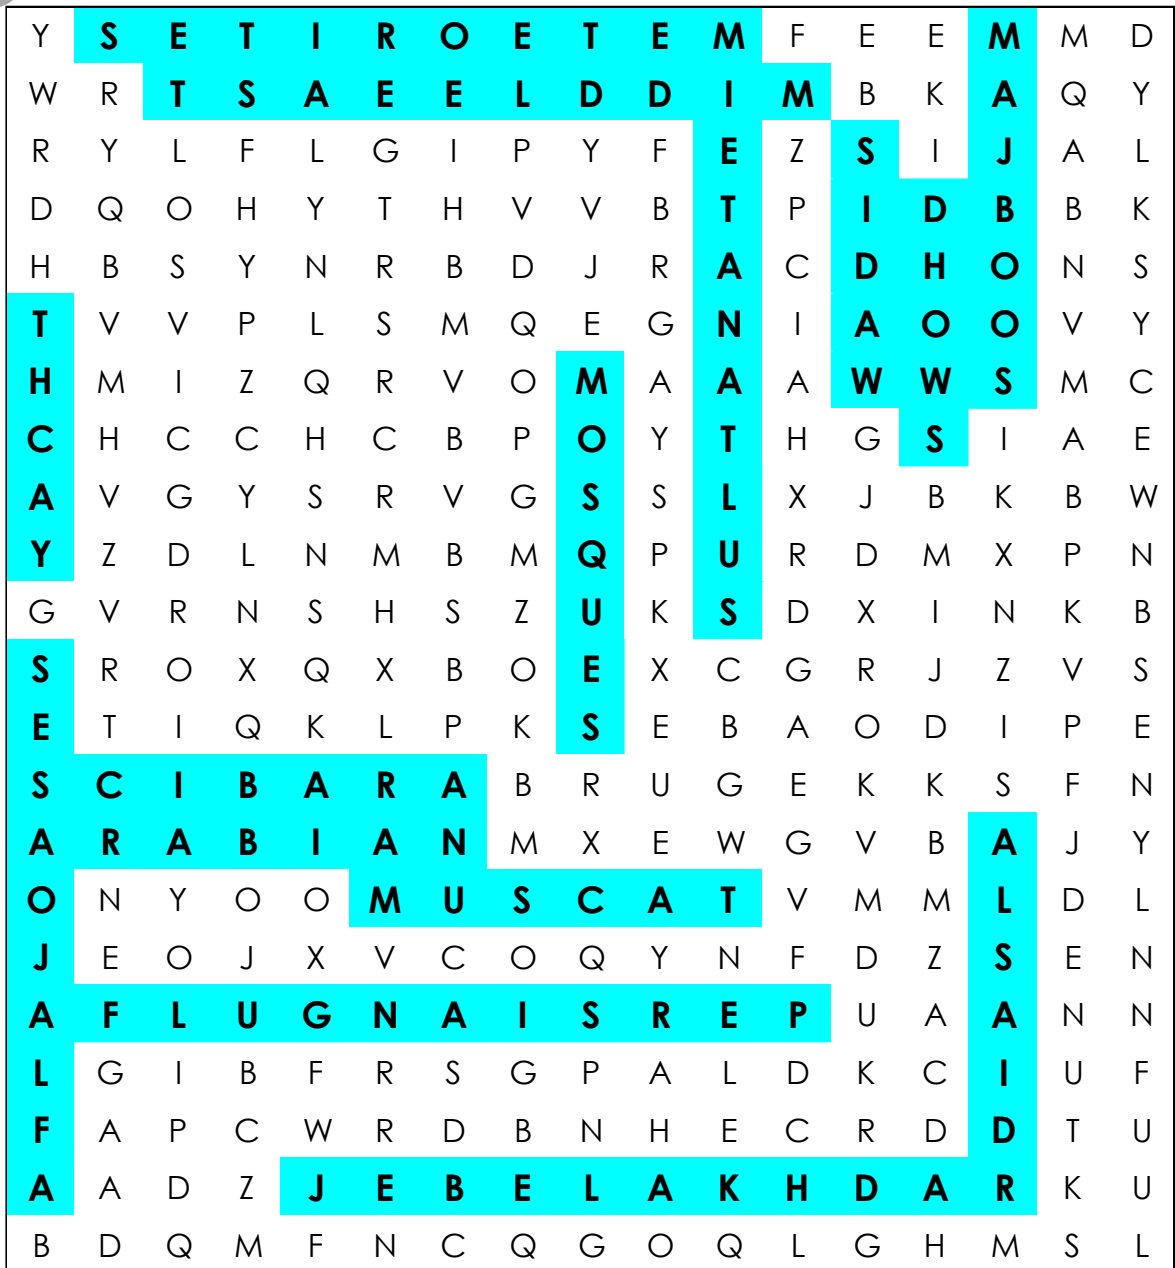 Y S E T I R O E T E M F E E M M D
W R T S A E E L D D I M B K A Q Y
R Y L F L G I P Y F E Z S I J A L
D Q O H Y T H V V B T P I D B B K
H B S Y N R B D J R A C D H O N S
T V V P L S M Q E G N I A O O V Y
H M I Z Q R V O M A A A W W S M C
C H C C H C B P O Y T H G S I A E
A V G Y S R V G S S L X J B K B W
Y Z D L N M B M Q P U R D M X P N
G V R N S H S Z U K S D X I N K B
S R O X Q X B O E X C G R J Z V S
E T I Q K L P K S E B A O D I P E
S C I B A R A B R U G E K K S F N
A R A B I A N M X E W G V B A J Y
O N Y O O M U S C A T V M M L D L
J E O J X V C O Q Y N F D Z S E N
A F L U G N A I S R E P U A A N N
L G I B F R S G P A L D K C I U F
F A P C W R D B N H E C R D D T U
A A D Z J E B E L A K H D A R K U
B D Q M F N C Q G O Q L G H M S L